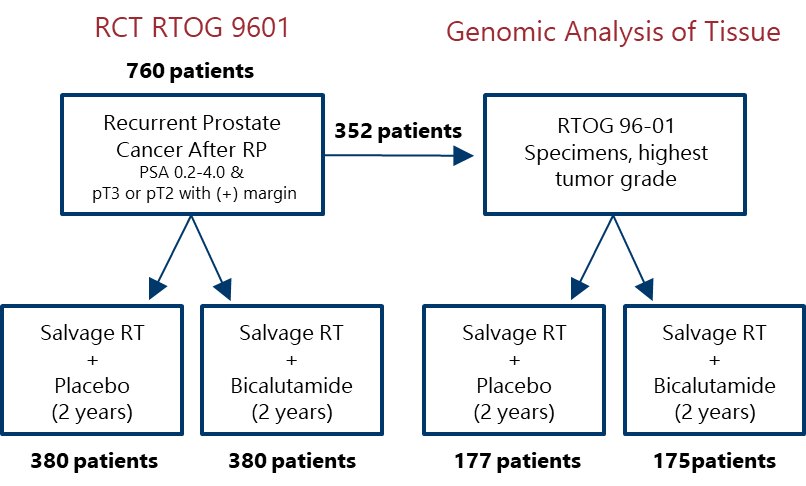 RCT RTOG 9601
Genomic Analysis of Tissue
760 patients
Recurrent Prostate
Cancer After RP
PSA 0.2-4.0 &
pT3 or pT2 with (+) margin
352 patients
RTOG 96-01
Specimens, highest
tumor grade
Salvage RT
+
Placebo
(2 years)
Salvage RT
+
Bicalutamide
(2 years)
Salvage RT
+
Placebo
(2 years)
Salvage RT
+
Bicalutamide
(2 years)
380 patients
380 patients
177 patients
175patients